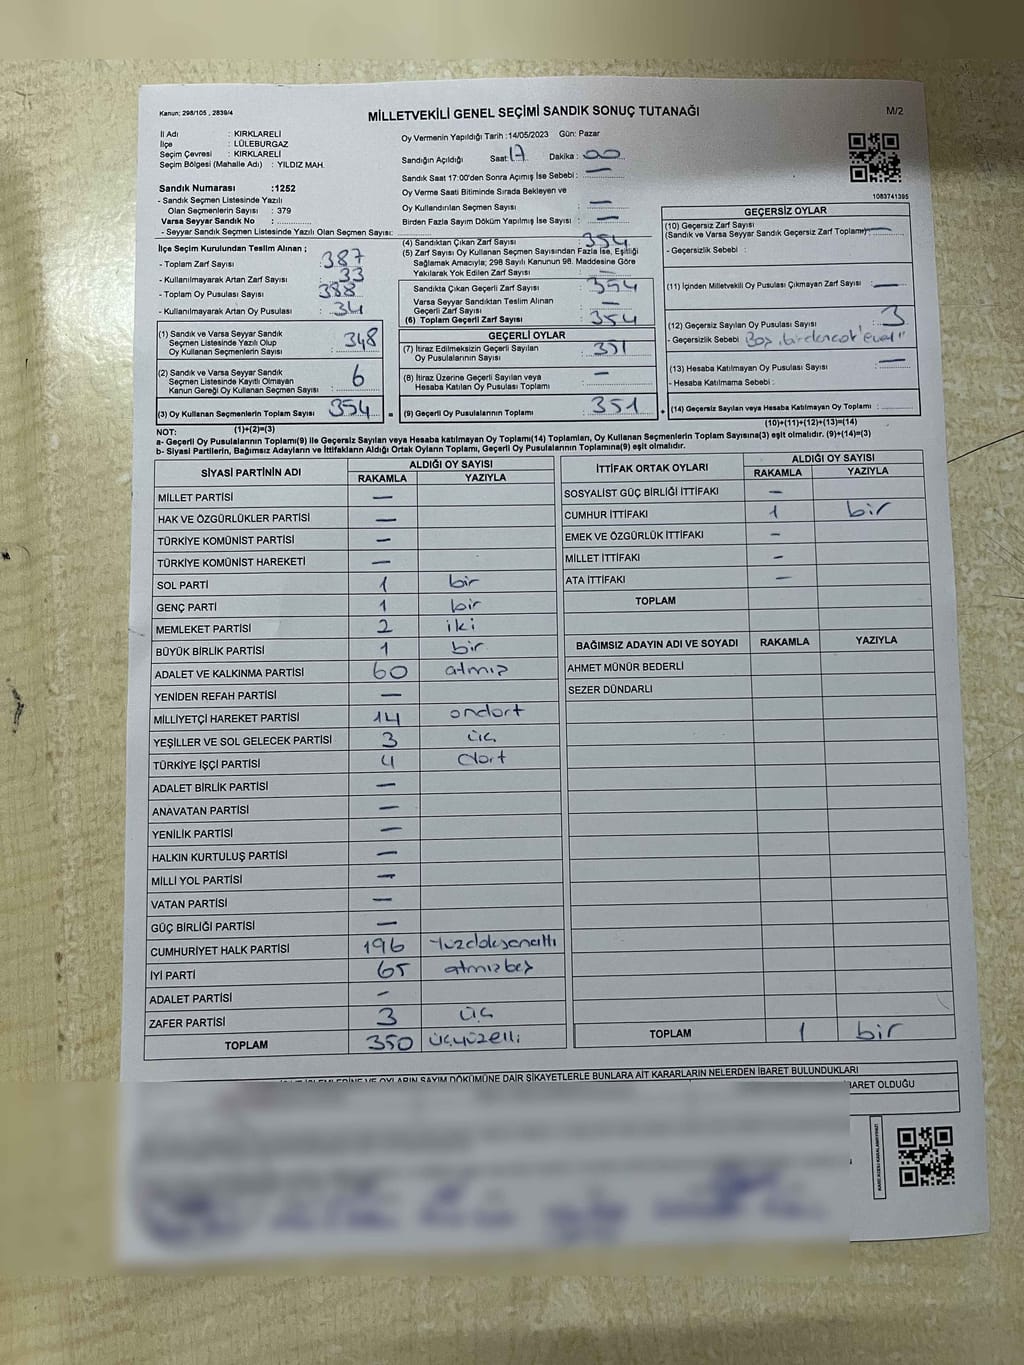 Kanun: 298/105 , 2839/4
MİLLETVEKİLİ GENEL SEÇİMİ SANDIK SONUÇ TUTANAĞI
M/2
İl Adı : KIRKLARELİ
İlçe : LÜLEBURGAZ
Seçim Çevresi : KIRKLARELİ
Seçim Bölgesi (Mahalle Adı) : YILDIZ MAH.
Sandık Numarası :1252
- Sandık Seçmen Listesinde Yazılı
Olan Seçmenlerin Sayısı : 379
Varsa Seyyar Sandık No :
- Seyyar Sandık Seçmen Listesinde Yazılı Olan Seçmen Sayısı:
Oy Vermenin Yapıldığı Tarih :14/05/2023 Gün: Pazar
Sandığın Açıldığı Saat: 17 Dakika : 00
Sandık Saat 17:00'den Sonra Açılmış İse Sebebi : —
Oy Verme Saati Bitiminde Sırada Bekleyen ve
Oy Kullandırılan Seçmen Sayısı : —
Birden Fazla Sayım Döküm Yapılmış İse Sayısı : —
1083741395
İlçe Seçim Kurulundan Teslim Alınan ;
- Toplam Zarf Sayısı : 387
- Kullanılmayarak Artan Zarf Sayısı : 33
- Toplam Oy Pusulası Sayısı : 388
- Kullanılmayarak Artan Oy Pusulası : 34
(1) Sandık ve Varsa Seyyar Sandık
Seçmen Listesinde Yazılı Olup
Oy Kullanan Seçmenlerin Sayısı : 348
(2) Sandık ve Varsa Seyyar Sandık
Seçmen Listesinde Kayıtlı Olmayan
Kanun Gereği Oy Kullanan Seçmen Sayısı : 6
(3) Oy Kullanan Seçmenlerin Toplam Sayısı : 354
(1)+(2)=(3)
(4) Sandıktan Çıkan Zarf Sayısı : 354
(5) Zarf Sayısı Oy Kullanan Seçmen Sayısından Fazla İse, Eşitliği
Sağlamak Amacıyla; 298 Sayılı Kanunun 98. Maddesine Göre
Yakılarak Yok Edilen Zarf Sayısı : —
Sandıkta Çıkan Geçerli Zarf Sayısı : 354
Varsa Seyyar Sandıktan Teslim Alınan
Geçerli Zarf Sayısı : —
(6) Toplam Geçerli Zarf Sayısı : 354
GEÇERLİ OYLAR
(7) İtiraz Edilmeksizin Geçerli Sayılan
Oy Pusulalarının Sayısı : 351
(8) İtiraz Üzerine Geçerli Sayılan veya
Hesaba Katılan Oy Pusulası Toplamı : —
= (9) Geçerli Oy Pusulalarının Toplamı : 351
GEÇERSİZ OYLAR
(10) Geçersiz Zarf Sayısı
(Sandık ve Varsa Seyyar Sandık Geçersiz Zarf Toplamı) : —
- Geçersizlik Sebebi :
(11) İçinden Milletvekili Oy Pusulası Çıkmayan Zarf Sayısı : —
(12) Geçersiz Sayılan Oy Pusulası Sayısı : 3
- Geçersizlik Sebebi
(13) Hesaba Katılmayan Oy Pusulası Sayısı : —
- Hesaba Katılmama Sebebi :
(14) Geçersiz Sayılan veya Hesaba Katılmayan Oy Toplamı :
(10)+(11)+(12)+(13)=(14)
NOT:
a- Geçerli Oy Pusulalarının Toplamı(9) ile Geçersiz Sayılan veya Hesaba katılmayan Oy Toplamı(14) Toplamları, Oy Kullanan Seçmenlerin Toplam Sayısına(3) eşit olmalıdır. (9)+(14)=(3)
b- Siyasi Partilerin, Bağımsız Adayların ve İttifakların Aldığı Ortak Oyların Toplamı, Geçerli Oy Pusulalarının Toplamına(9) eşit olmalıdır.
SİYASİ PARTİNİN ADI ALDIĞI OY SAYISI
RAKAMLA YAZIYLA
MİLLET PARTİSİ —
HAK VE ÖZGÜRLÜKLER PARTİSİ —
TÜRKİYE KOMÜNİST PARTİSİ —
TÜRKİYE KOMÜNİST HAREKETİ —
SOL PARTİ 1 bir
GENÇ PARTİ 1 bir
MEMLEKET PARTİSİ 2 iki
BÜYÜK BİRLİK PARTİSİ 1 bir
ADALET VE KALKINMA PARTİSİ 60 atmış
YENİDEN REFAH PARTİSİ —
MİLLİYETÇİ HAREKET PARTİSİ 14 ondört
YEŞİLLER VE SOL GELECEK PARTİSİ 3 üç
TÜRKİYE İŞÇİ PARTİSİ 4 dört
ADALET BİRLİK PARTİSİ —
ANAVATAN PARTİSİ —
YENİLİK PARTİSİ —
HALKIN KURTULUŞ PARTİSİ —
MİLLİ YOL PARTİSİ —
VATAN PARTİSİ —
GÜÇ BİRLİĞİ PARTİSİ —
CUMHURİYET HALK PARTİSİ 196 Yüzdoksanaltı
İYİ PARTİ 65 atmışbeş
ADALET PARTİSİ -
ZAFER PARTİSİ 3 üç
TOPLAM 350 üçyüzelli
İTTİFAK ORTAK OYLARI ALDIĞI OY SAYISI
RAKAMLA YAZIYLA
SOSYALİST GÜÇ BİRLİĞİ İTTİFAKI —
CUMHUR İTTİFAKI 1 bir
EMEK VE ÖZGÜRLÜK İTTİFAKI -
MİLLET İTTİFAKI -
ATA İTTİFAKI —
TOPLAM
BAĞIMSIZ ADAYIN ADI VE SOYADI RAKAMLA YAZIYLA
AHMET MÜNÜR BEDERLİ
SEZER DÜNDARLI
TOPLAM 1 bir
İŞLEMLERİNE VE OYLARIN SAYIM DÖKÜMÜNE DAİR ŞİKAYETLERLE BUNLARA AİT KARARLARIN NELERDEN İBARET BULUNDUKLARI
İBARET OLDUĞU